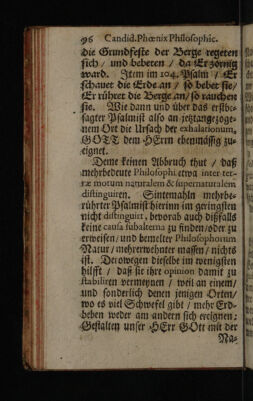 96 Candid. Phœnix Philosophic.
die Grundfeste der Berge regeten
sich / und bebeten / da Er zörnig
ward. Item im 104. Psalm / Er
schauet die Erde an / so bebet sie/
Er rühret die Berge an/ so rauchen
sie. Wie dann und über das erstbe-
sagter Psalmist also an jetztangezoge-
nem Ort die Ursach der exhalationum,
GOTT dem HErrn ebenmässig zu-
eignet.
Deme keinen Abbruch thut / daß
mehrbedeute Philosophi etwa inter ter-
ræ motum naturalem & supernaturalem
distinguiren. Sintemahln mehrbe-
rührter Psalmist hierinn im geringsten
nicht distinguirt, bevorab auch dißfalls
keine causa subalterna zu finden/oder zu
erweisen/ und bemelter Philosophorum
Natur/ mehrerwehnter massen/ nichts
ist. Derowegen dieselbe im wenigsten
hilfft / daß sie ihre opinion damit zu
stabiliren vermeynen / weil an einem/
und sonderlich denen jenigen Orten/
wo es viel Schwefel gibt / mehr Erd-
beben weder am andern sich ereignen:
Gestalten unser HErr GOtt mit der
Na-